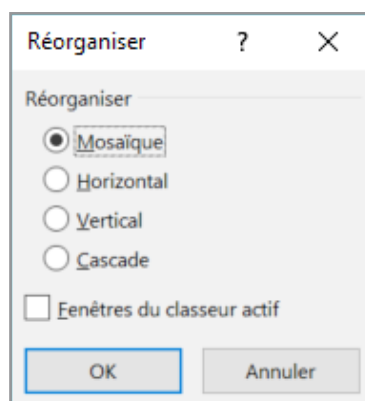 Réorganiser ? ×
Réorganiser
Mosaïque
Horizontal
Vertical
Cascade
Fenêtres du classeur actif
OK Annuler